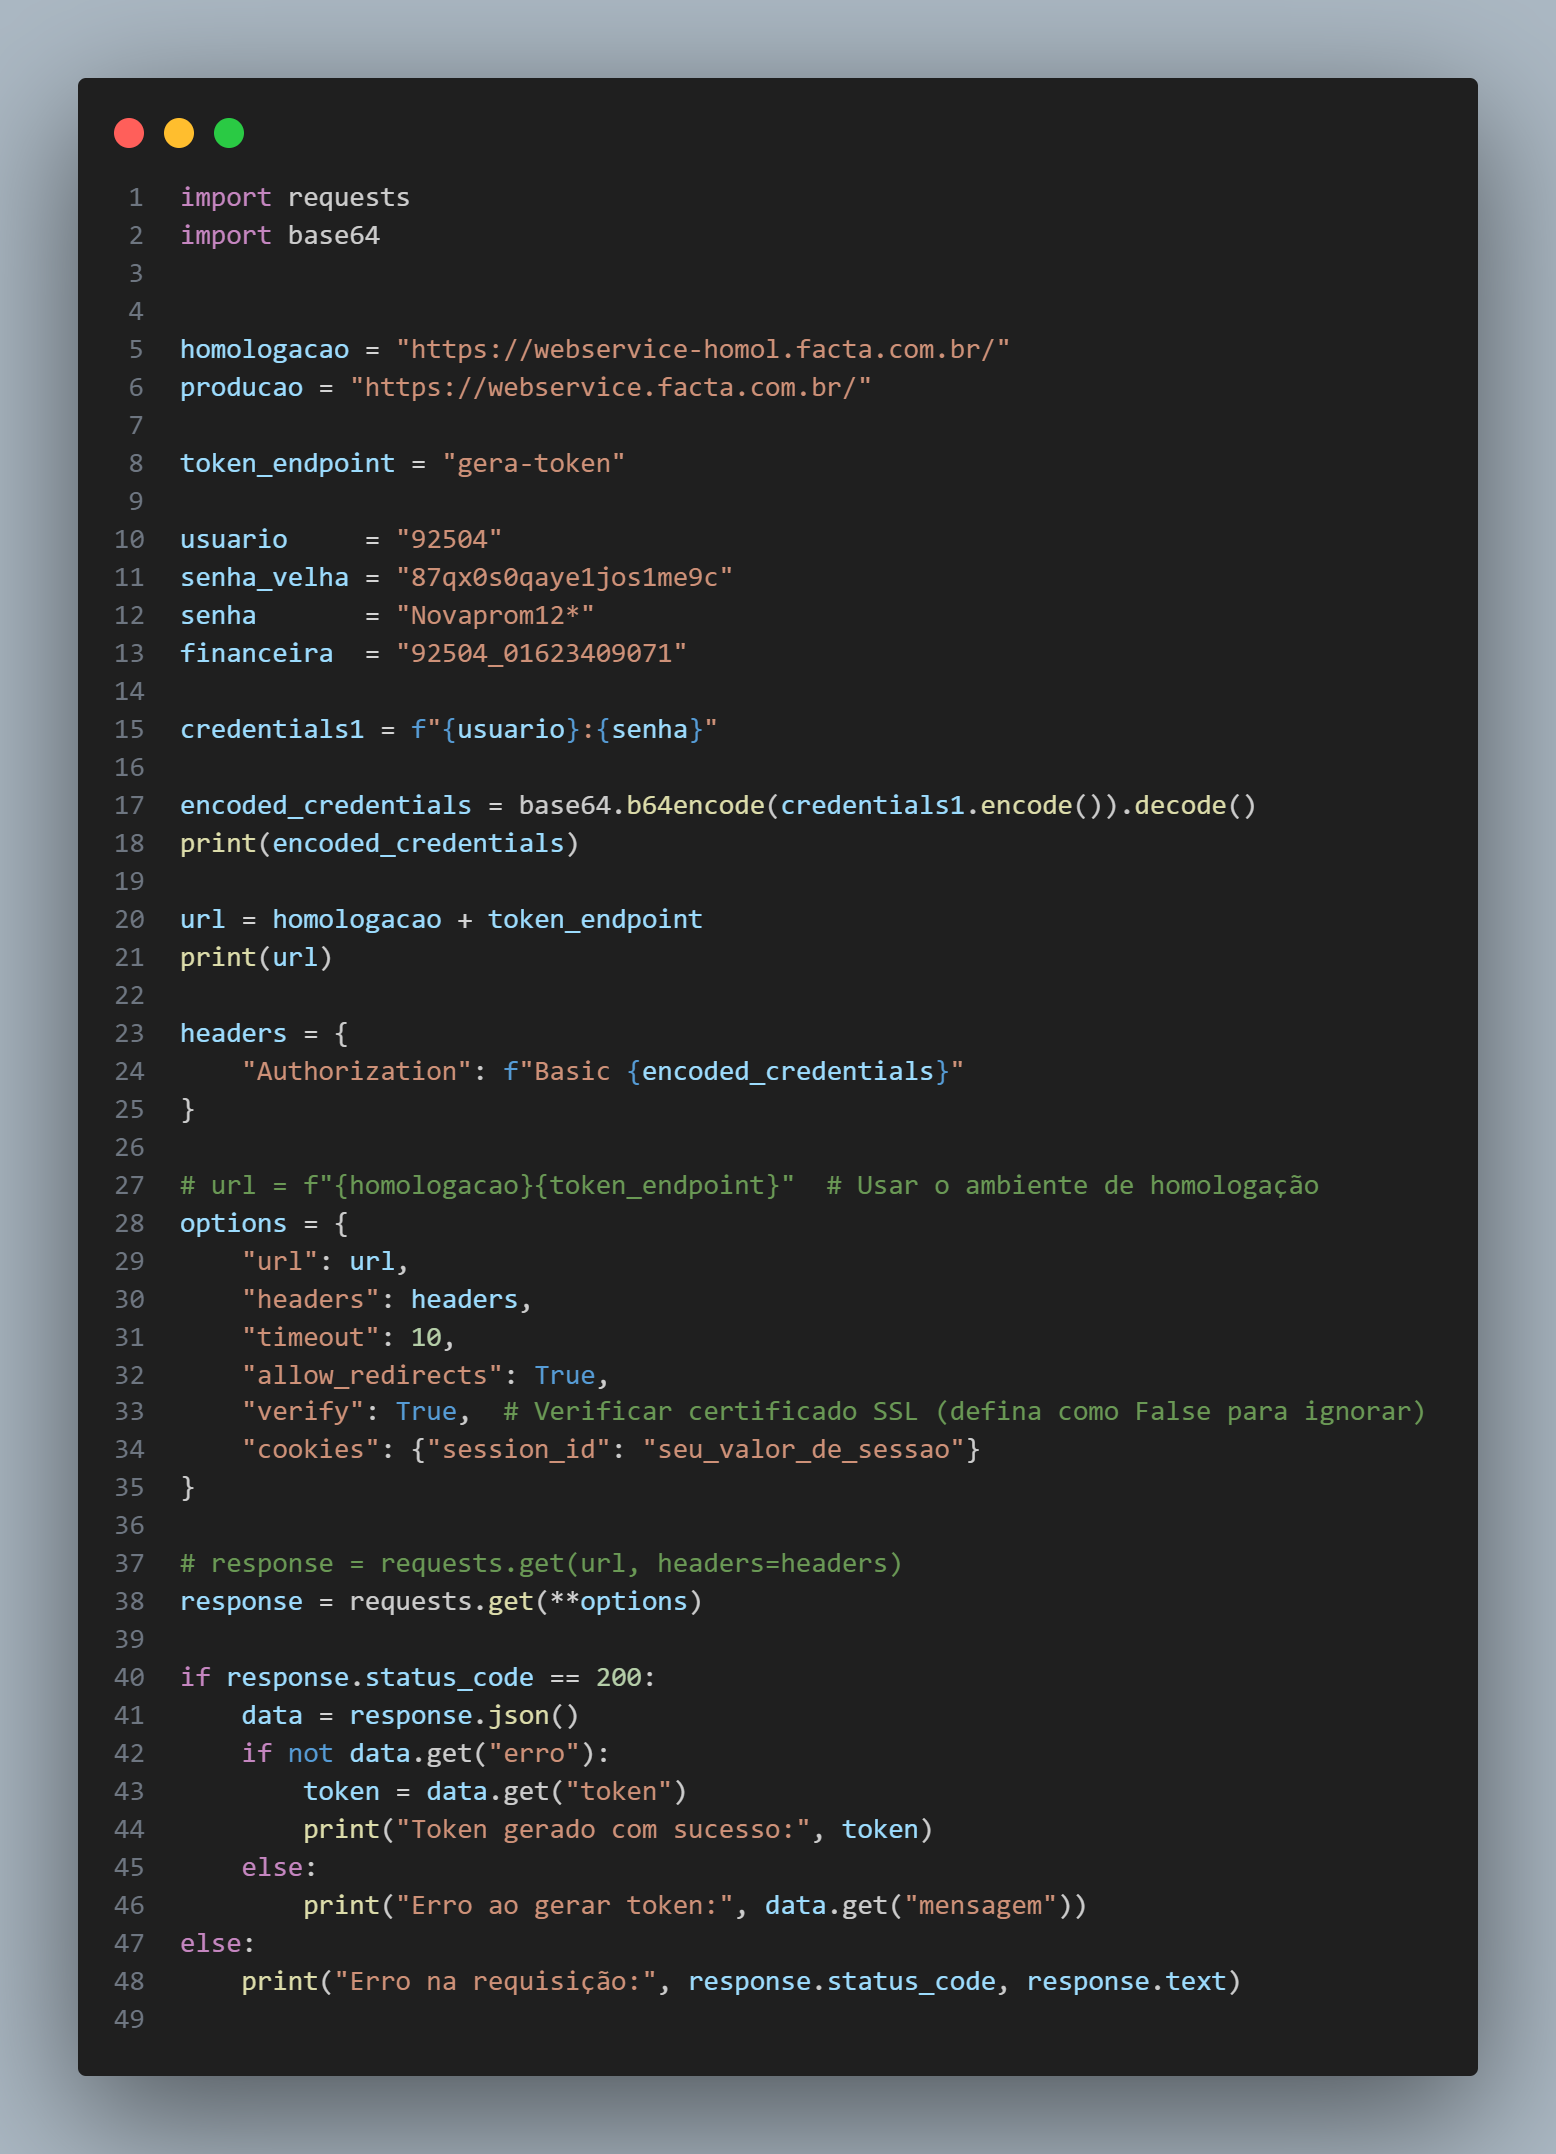 1 import requests
2 import base64
3
4
5 homologacao = "https://webservice-homol.facta.com.br/"
6 producao = "https://webservice.facta.com.br/"
7
8 token_endpoint = "gera-token"
9
10 usuario     = "92504"
11 senha_velha = "87qx0s0qaye1jos1me9c"
12 senha       = "Novaprom12*"
13 financeira  = "92504_01623409071"
14
15 credentials1 = f"{usuario}:{senha}"
16
17 encoded_credentials = base64.b64encode(credentials1.encode()).decode()
18 print(encoded_credentials)
19
20 url = homologacao + token_endpoint
21 print(url)
22
23 headers = {
24     "Authorization": f"Basic {encoded_credentials}"
25 }
26
27 # url = f"{homologacao}{token_endpoint}"  # Usar o ambiente de homologação
28 options = {
29     "url": url,
30     "headers": headers,
31     "timeout": 10,
32     "allow_redirects": True,
33     "verify": True,  # Verificar certificado SSL (defina como False para ignorar)
34     "cookies": {"session_id": "seu_valor_de_sessao"}
35 }
36
37 # response = requests.get(url, headers=headers)
38 response = requests.get(**options)
39
40 if response.status_code == 200:
41     data = response.json()
42     if not data.get("erro"):
43         token = data.get("token")
44         print("Token gerado com sucesso:", token)
45     else:
46         print("Erro ao gerar token:", data.get("mensagem"))
47 else:
48     print("Erro na requisição:", response.status_code, response.text)
49